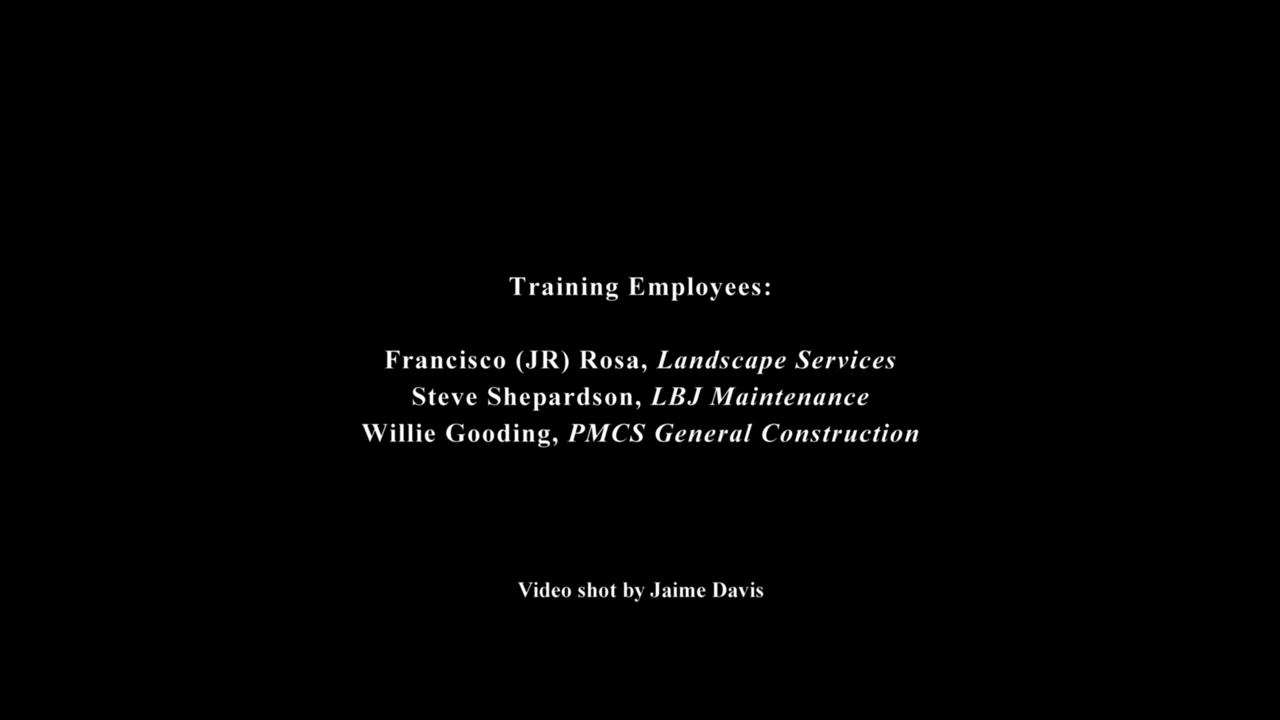 Training Employees:
Francisco (JR) Rosa, Landscape Services
Steve Shepardson, LBJ Maintenance
Willie Gooding, PMCS General Construction
Video shot by Jaime Davis